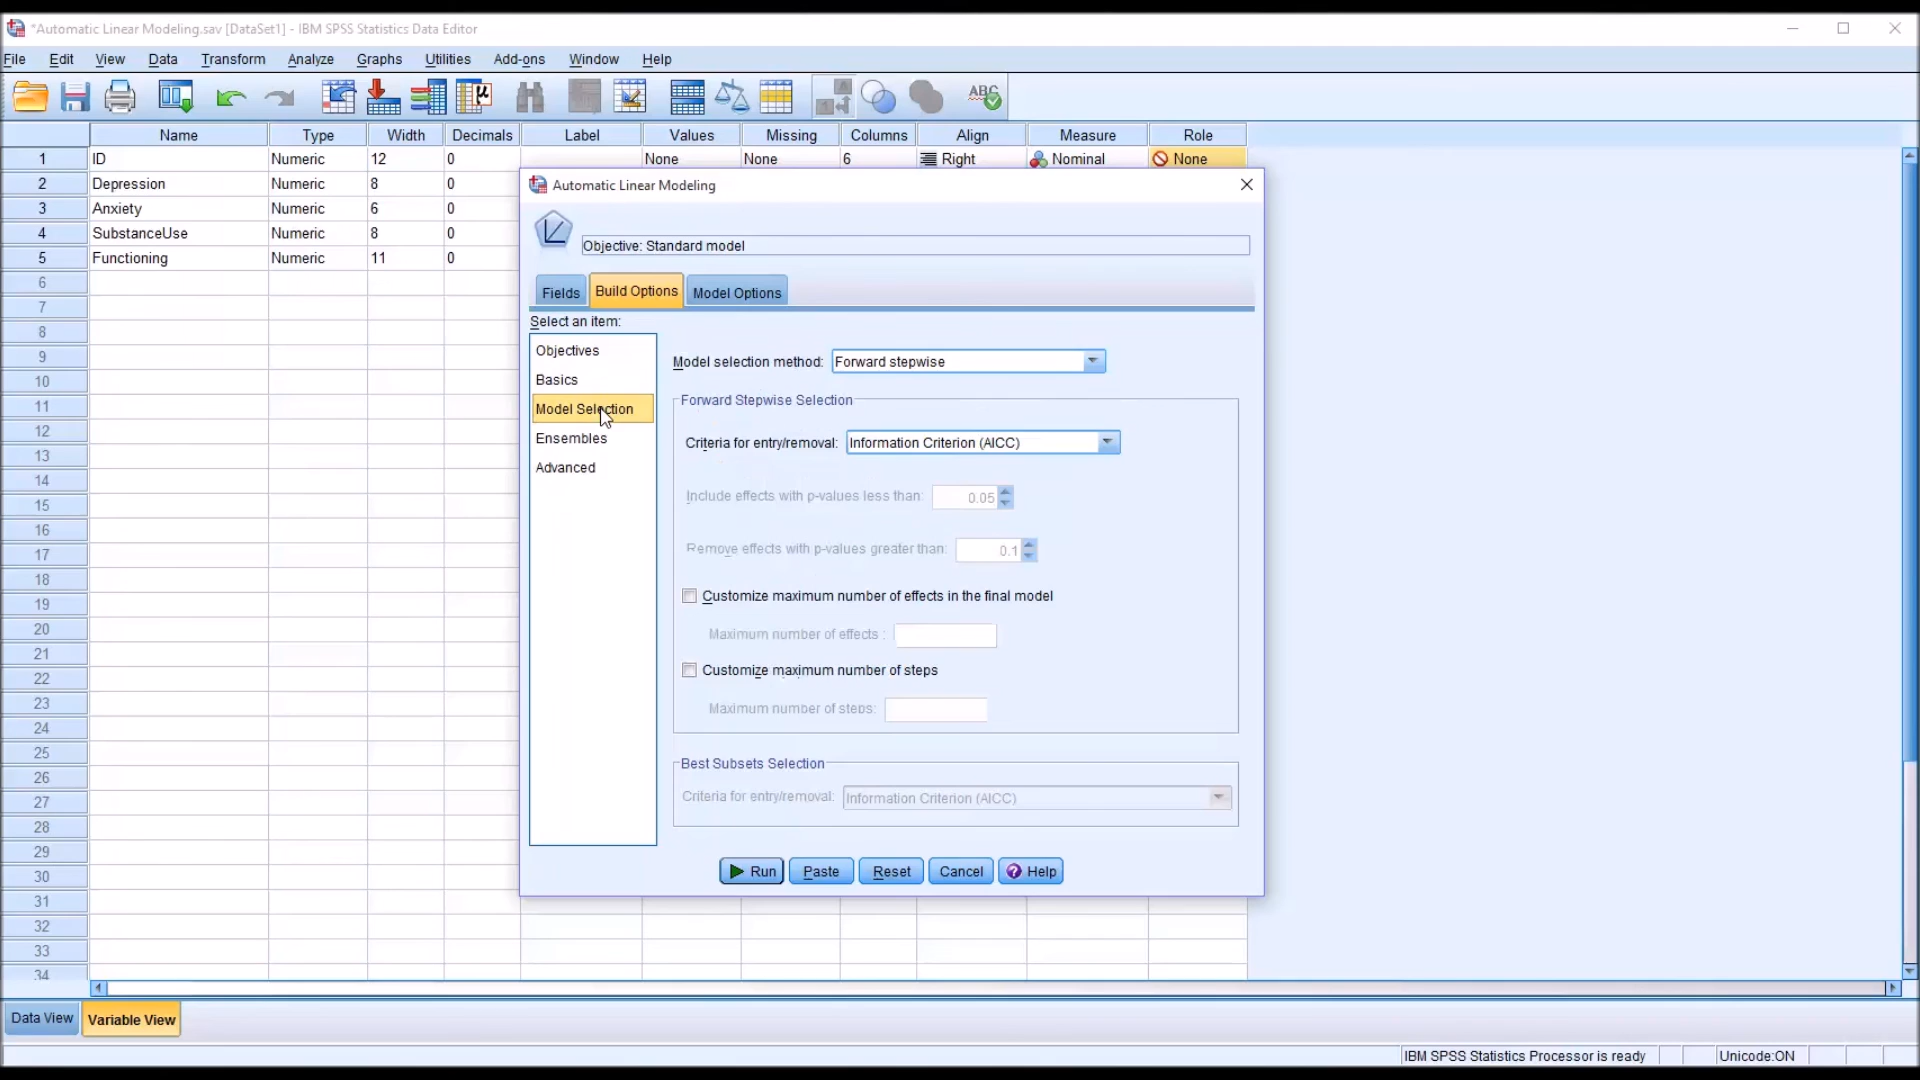 *Automatic Linear Modeling.sav [DataSet1] - IBM SPSS Statistics Data Editor
File Edit View Data Transform Analyze Graphs Utilities Add-ons Window Help
Name Type Width Decimals Label Values Missing Columns Align Measure Role
1 ID Numeric 12 0 None None 6 Right Nominal None
2 Depression Numeric 8 0
3 Anxiety Numeric 6 0
4 SubstanceUse Numeric 8 0
5 Functioning Numeric 11 0
6
7
8
9
10
11
12
13
14
15
16
17
18
19
20
21
22
23
24
25
26
27
28
29
30
31
32
33
34
Automatic Linear Modeling
Objective: Standard model
Fields Build Options Model Options
Select an item:
Objectives
Basics
Model Selection
Ensembles
Advanced
Model selection method: Forward stepwise
Forward Stepwise Selection
Criteria for entry/removal: Information Criterion (AICC)
Include effects with p-values less than: 0.05
Remove effects with p-values greater than: 0.1
Customize maximum number of effects in the final model
Maximum number of effects :
Customize maximum number of steps
Maximum number of steps:
Best Subsets Selection
Criteria for entry/removal: Information Criterion (AICC)
Run Paste Reset Cancel Help
Data View Variable View
IBM SPSS Statistics Processor is ready Unicode:ON